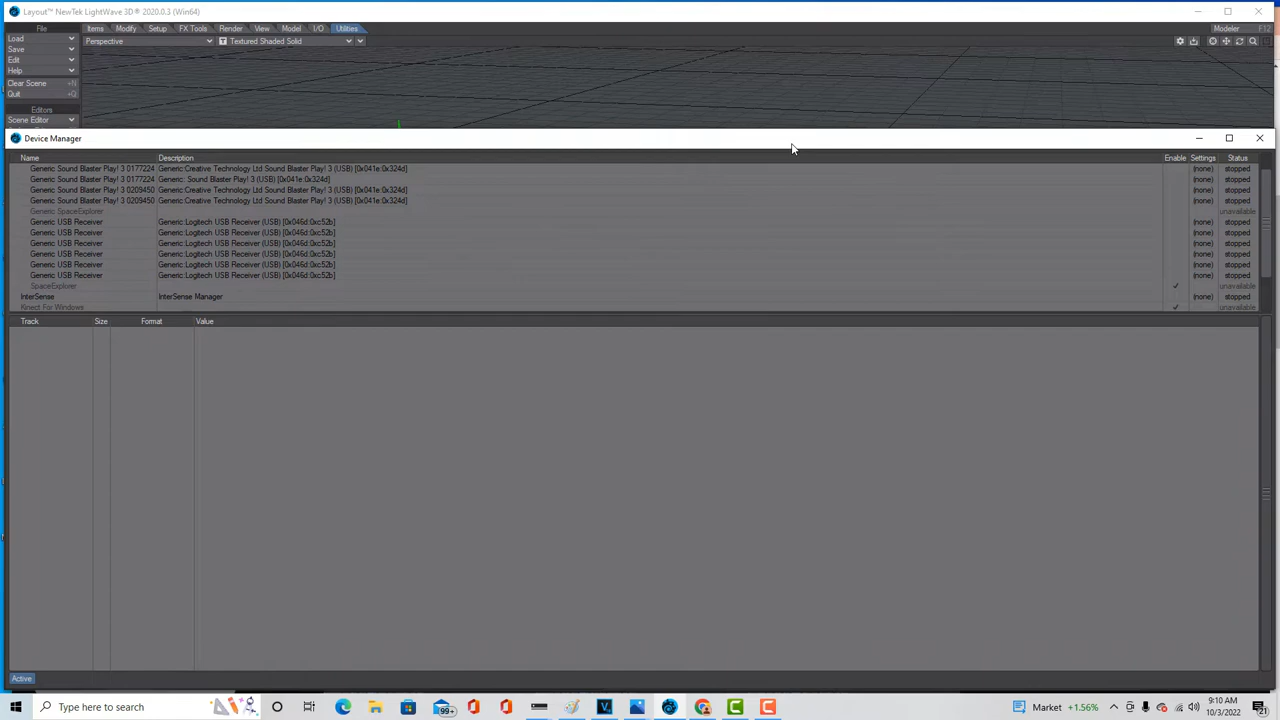 Layout™ NewTek LightWave 3D® 2020.0.3 (Win64)
File Items Modify Setup FX Tools Render View Model I/O Utilities Modeler F12
Load Perspective T Textured Shaded Solid
Save
Edit
Help
Clear Scene +N
Quit +Q
Editors
Scene Editor
Device Manager
Name Description Enable Settings Status
Generic Sound Blaster Play! 3 0177224 Generic:Creative Technology Ltd Sound Blaster Play! 3 (USB) [0x041e:0x324d] (none) stopped
Generic Sound Blaster Play! 3 0177224 Generic: Sound Blaster Play! 3 (USB) [0x041e:0x324d] (none) stopped
Generic Sound Blaster Play! 3 0209450 Generic:Creative Technology Ltd Sound Blaster Play! 3 (USB) [0x041e:0x324d] (none) stopped
Generic Sound Blaster Play! 3 0209450 Generic:Creative Technology Ltd Sound Blaster Play! 3 (USB) [0x041e:0x324d] (none) stopped
Generic SpaceExplorer unavailable
Generic USB Receiver Generic:Logitech USB Receiver (USB) [0x046d:0xc52b] (none) stopped
Generic USB Receiver Generic:Logitech USB Receiver (USB) [0x046d:0xc52b] (none) stopped
Generic USB Receiver Generic:Logitech USB Receiver (USB) [0x046d:0xc52b] (none) stopped
Generic USB Receiver Generic:Logitech USB Receiver (USB) [0x046d:0xc52b] (none) stopped
Generic USB Receiver Generic:Logitech USB Receiver (USB) [0x046d:0xc52b] (none) stopped
Generic USB Receiver Generic:Logitech USB Receiver (USB) [0x046d:0xc52b] (none) stopped
SpaceExplorer unavailable
InterSense InterSense Manager (none) stopped
Kinect For Windows unavailable
Track Size Format Value
Active
Type here to search 99+ Market +1.56% 9:10 AM
10/3/2022 21